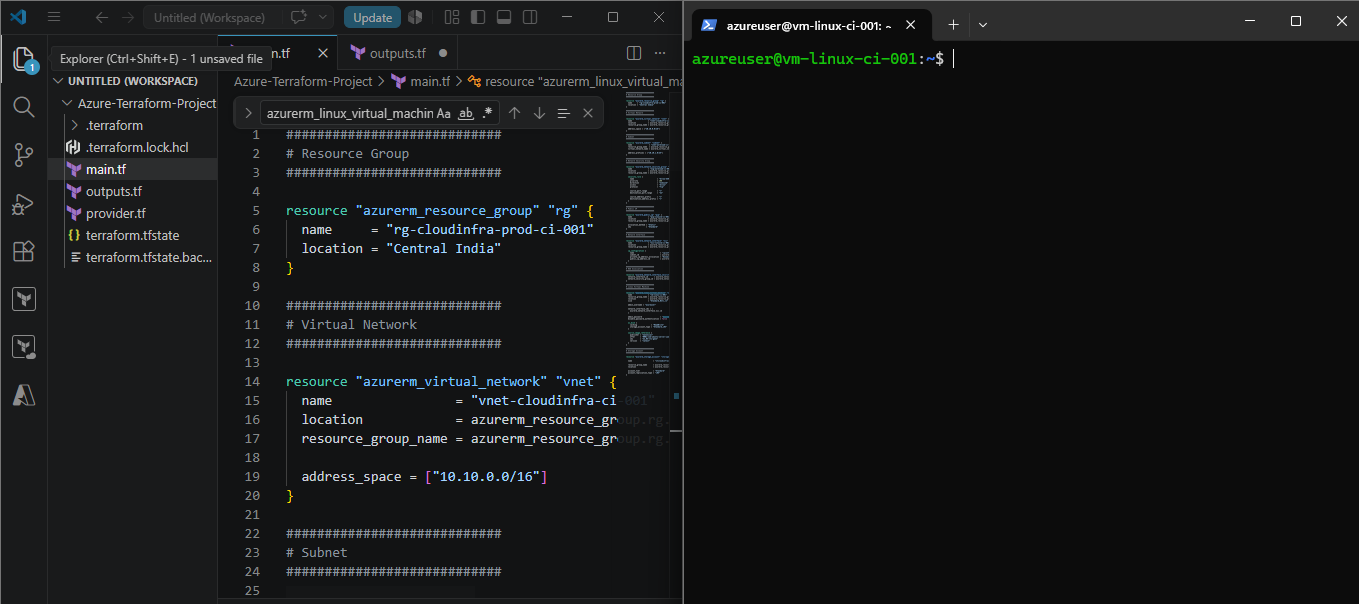 Untitled (Workspace)
Update
Explorer (Ctrl+Shift+E) - 1 unsaved file
1
n.tf
outputs.tf
UNTITLED (WORKSPACE)
Azure-Terraform-Project
.terraform
.terraform.lock.hcl
main.tf
outputs.tf
provider.tf
terraform.tfstate
terraform.tfstate.bac...
Azure-Terraform-Project > main.tf > resource "azurerm_linux_virtual_ma
azurerm_linux_virtual_machin Aa ab .*
1 ############################
2 # Resource Group
3 ############################
4
5 resource "azurerm_resource_group" "rg" {
6 name = "rg-cloudinfra-prod-ci-001"
7 location = "Central India"
8 }
9
10 ############################
11 # Virtual Network
12 ############################
13
14 resource "azurerm_virtual_network" "vnet" {
15 name = "vnet-cloudinfra-ci-001"
16 location = azurerm_resource_group.rg.
17 resource_group_name = azurerm_resource_group.rg.
18
19 address_space = ["10.10.0.0/16"]
20 }
21
22 ############################
23 # Subnet
24 ############################
25
azureuser@vm-linux-ci-001: ~
azureuser@vm-linux-ci-001:~$